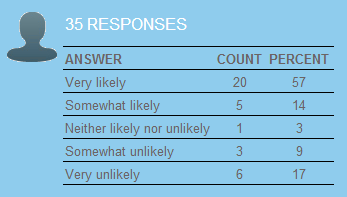 35 RESPONSES
ANSWER COUNT PERCENT
Very likely 20 57
Somewhat likely 5 14
Neither likely nor unlikely 1 3
Somewhat unlikely 3 9
Very unlikely 6 17